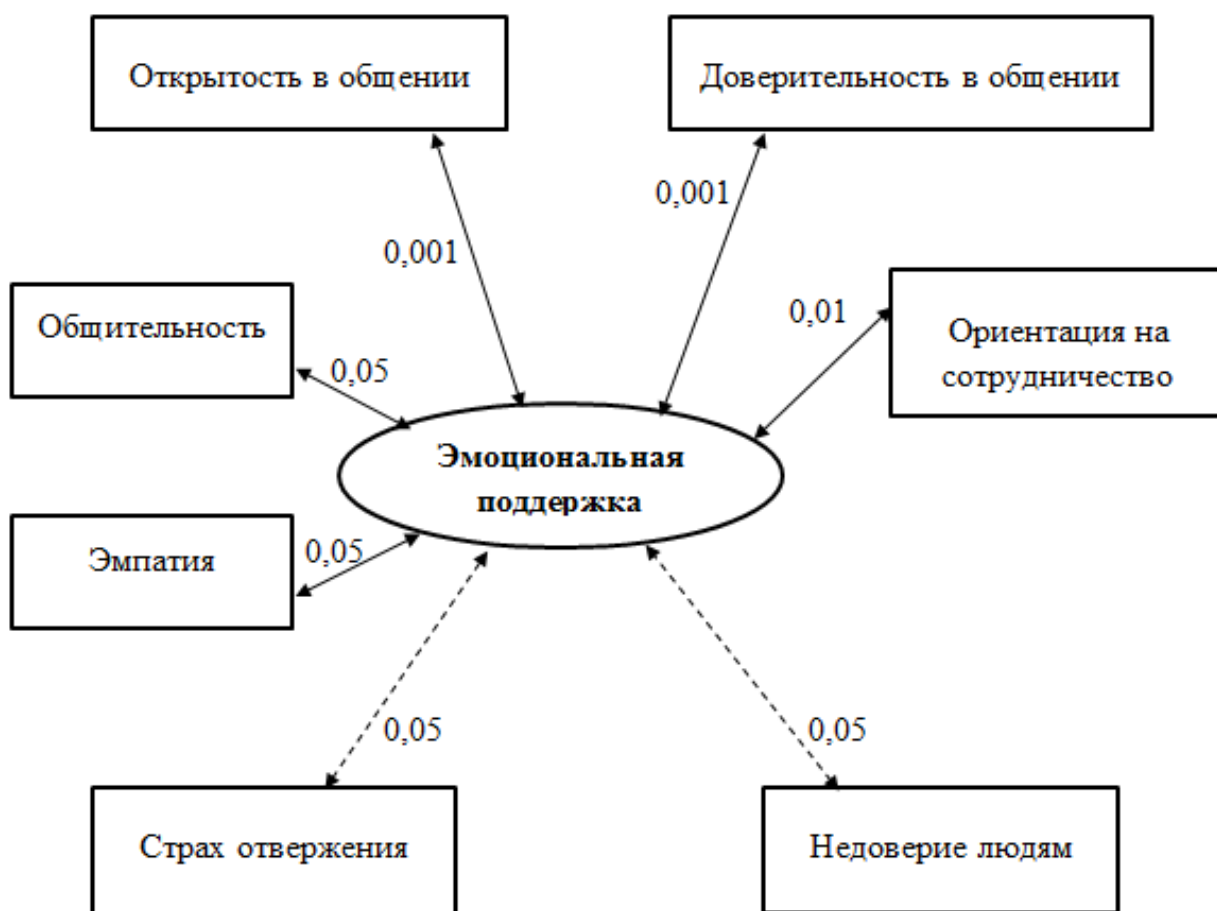 Открытость в общении
Доверительность в общении
0,001
0,001
Общительность
0,01
Ориентация на
сотрудничество
0,05
Эмоциональная
поддержка
Эмпатия
0,05
0,05
0,05
Страх отвержения
Недоверие людям